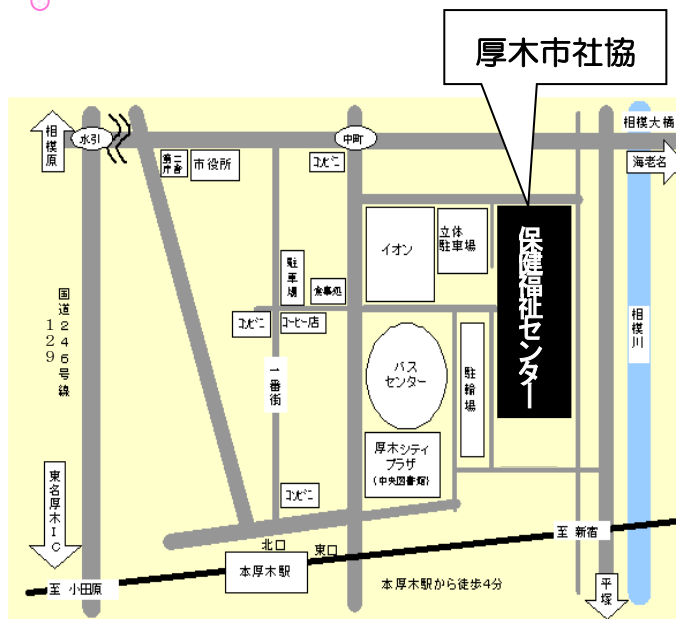 厚木市社協
相模原
水引
中町
相模大橋
海老名
第二
庁舎
市役所
コンビニ
イオン
立体
駐車場
保健福祉センター
駐車場
食事処
コンビニ
コーヒー店
国道246号線
129
一番街
バス
センター
駐輪場
相模川
厚木シティ
プラザ
(中央図書館)
東名厚木IC
コンビニ
北口
東口
至 新宿
本厚木駅
至 小田原
本厚木駅から徒歩4分
平塚